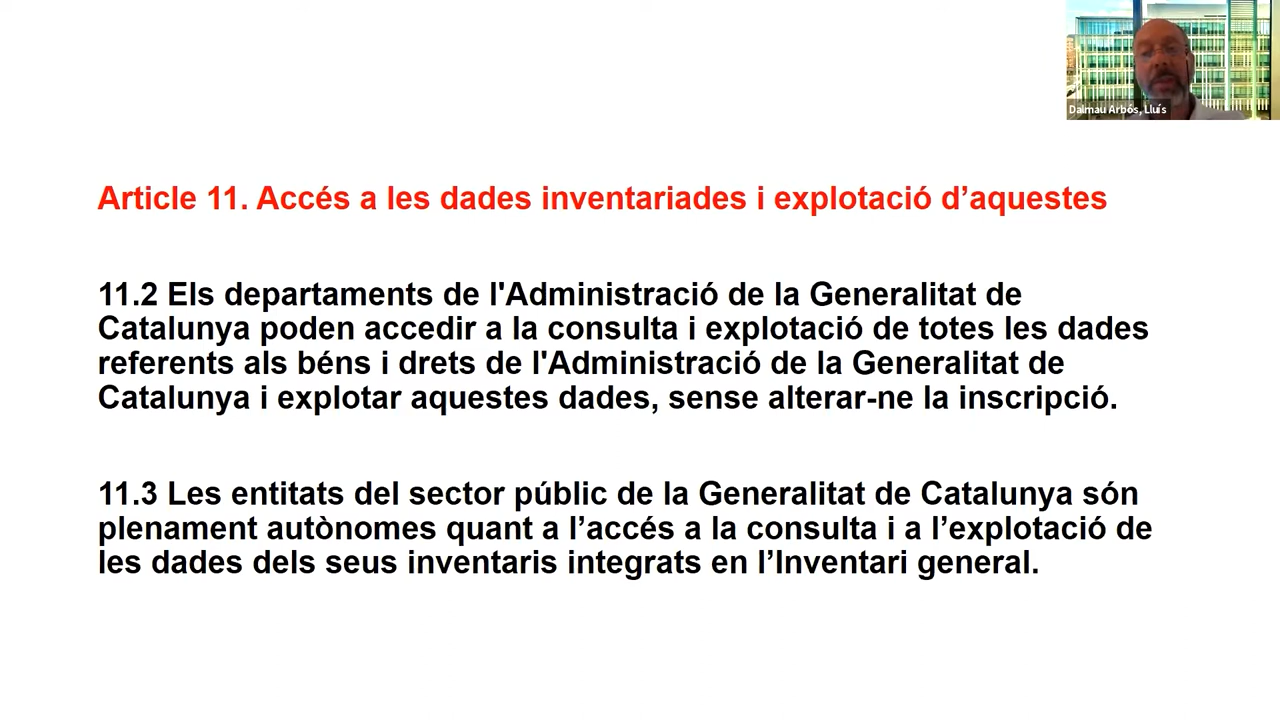 Dalmau Arbós, Lluís
Article 11. Accés a les dades inventariades i explotació d’aquestes
11.2 Els departaments de l'Administració de la Generalitat de
Catalunya poden accedir a la consulta i explotació de totes les dades
referents als béns i drets de l'Administració de la Generalitat de
Catalunya i explotar aquestes dades, sense alterar-ne la inscripció.
11.3 Les entitats del sector públic de la Generalitat de Catalunya són
plenament autònomes quant a l’accés a la consulta i a l’explotació de
les dades dels seus inventaris integrats en l’Inventari general.